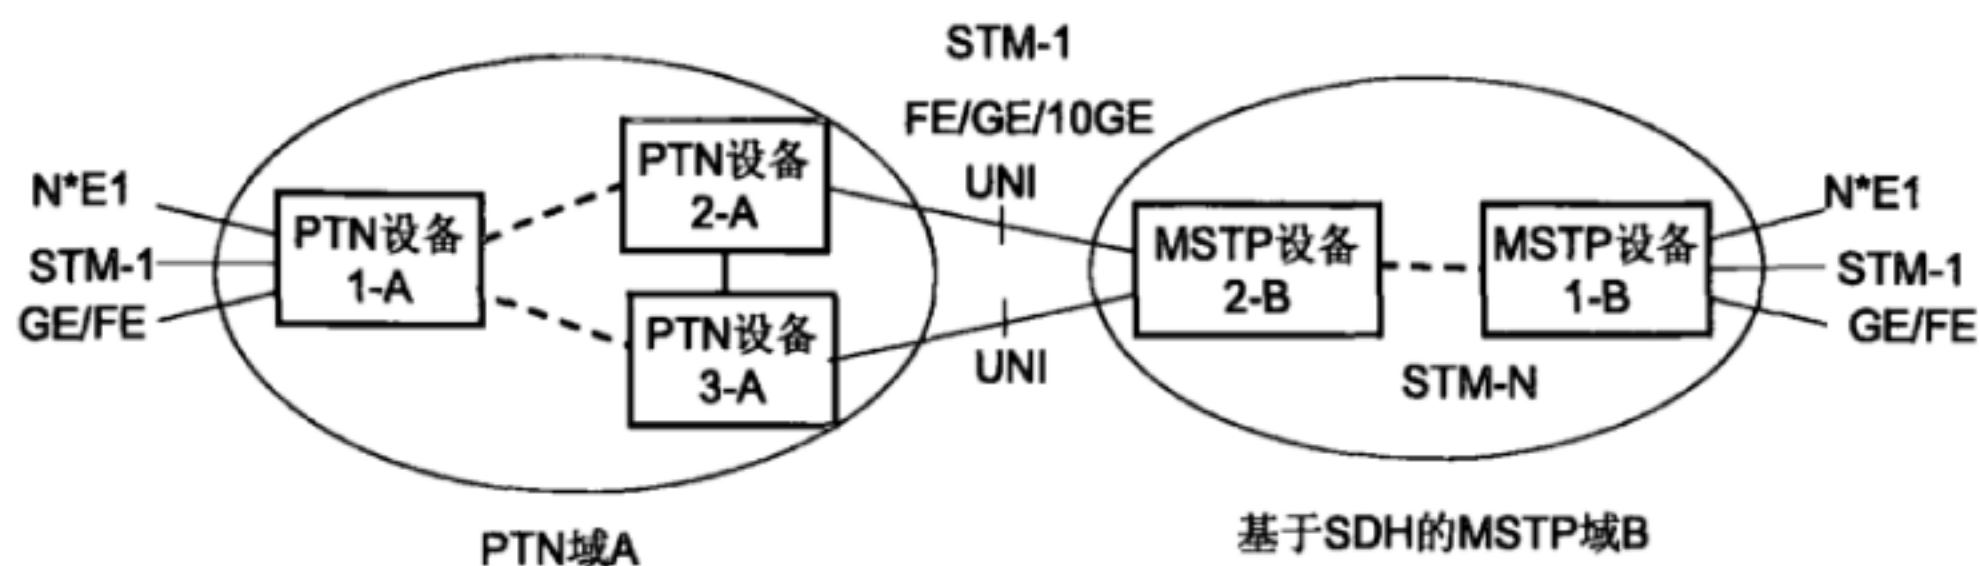 STM-1
FE/GE/10GE
UNI
N*E1
STM-1
GE/FE
PTN设备
1-A
PTN设备
2-A
PTN设备
3-A
UNI
MSTP设备
2-B
MSTP设备
1-B
STM-N
N*E1
STM-1
GE/FE
PTN域A
基于SDH的MSTP域B